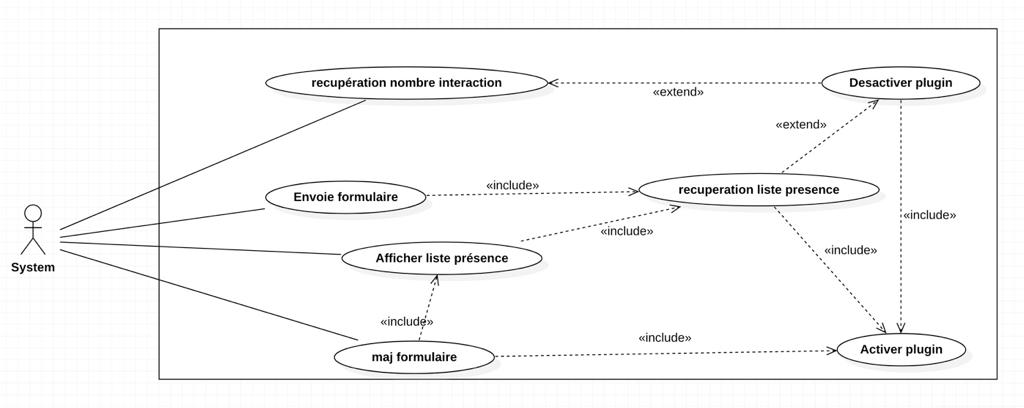 recupération nombre interaction
Desactiver plugin
«extend»
«extend»
Envoie formulaire
«include»
recuperation liste presence
«include»
«include»
System
Afficher liste présence
«include»
«include»
«include»
maj formulaire
Activer plugin